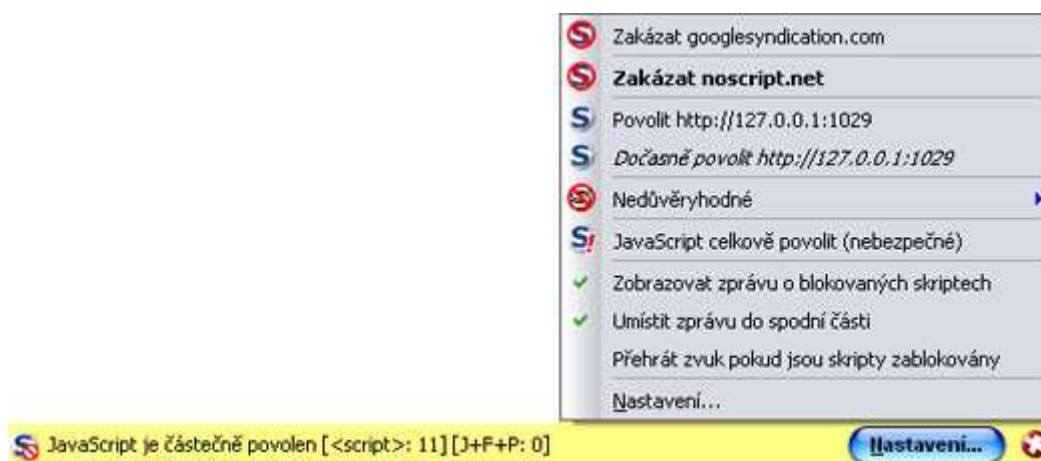 Zakázat googlesyndication.com
Zakázat noscript.net
Povolit http://127.0.0.1:1029
Dočasně povolit http://127.0.0.1:1029
Nedůvěryhodné
JavaScript celkově povolit (nebezpečné)
Zobrazovat zprávu o blokovaných skriptech
Umístit zprávu do spodní části
Přehrát zvuk pokud jsou skripty zablokovány
Nastavení...
JavaScript je částečně povolen [<script>: 11] [J+F+P: 0] Nastavení...